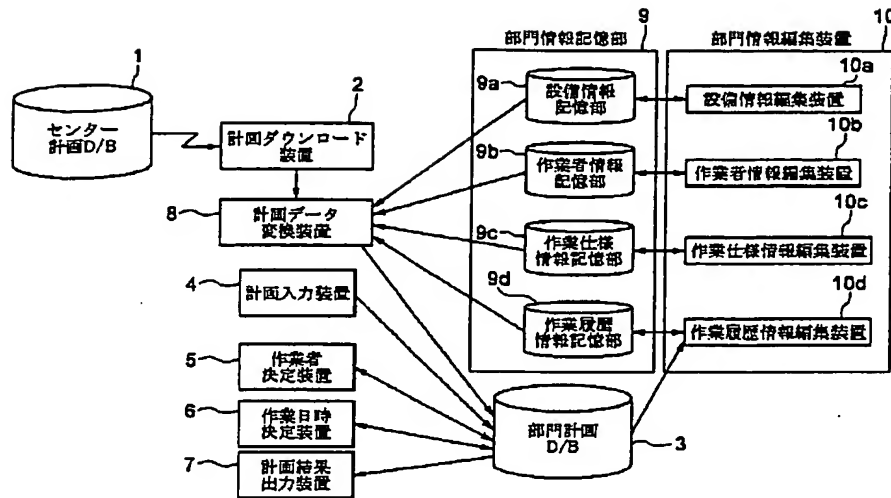 1
センター
計画D/B
2
計画ダウンロード
装置
8
計画データ
変換装置
4
計画入力装置
5
作業者
決定装置
6
作業日時
決定装置
7
計画結果
出力装置
9
部門情報記憶部
9a
設備情報
記憶部
9b
作業者情報
記憶部
9c
作業仕様
情報記憶部
9d
作業履歴
情報記憶部
10
部門情報編集装置
10a
設備情報編集装置
10b
作業者情報編集装置
10c
作業仕様情報編集装置
10d
作業履歴情報編集装置
部門計画
D/B
3